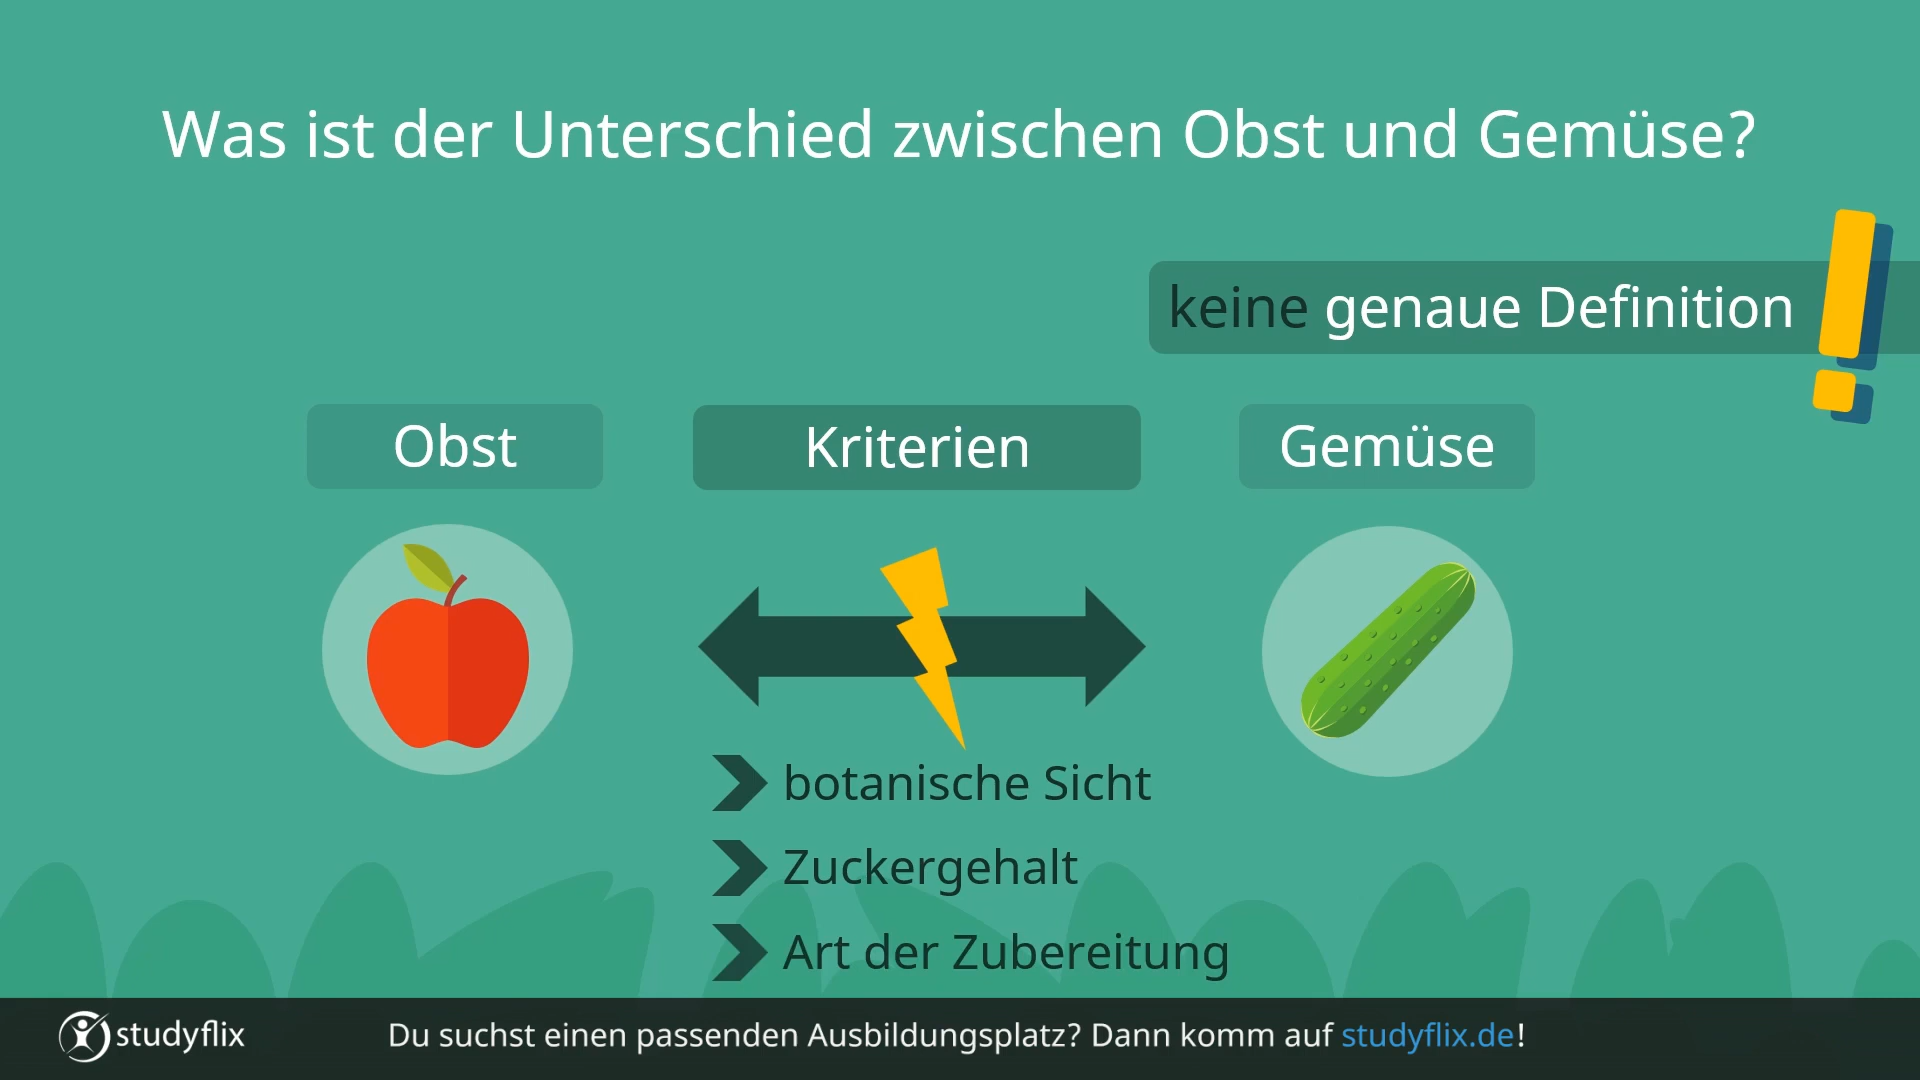 Was ist der Unterschied zwischen Obst und Gemüse?
keine genaue Definition
Obst
Kriterien
Gemüse
botanische Sicht
Zuckergehalt
Art der Zubereitung
studyflix
Du suchst einen passenden Ausbildungsplatz? Dann komm auf studyflix.de!